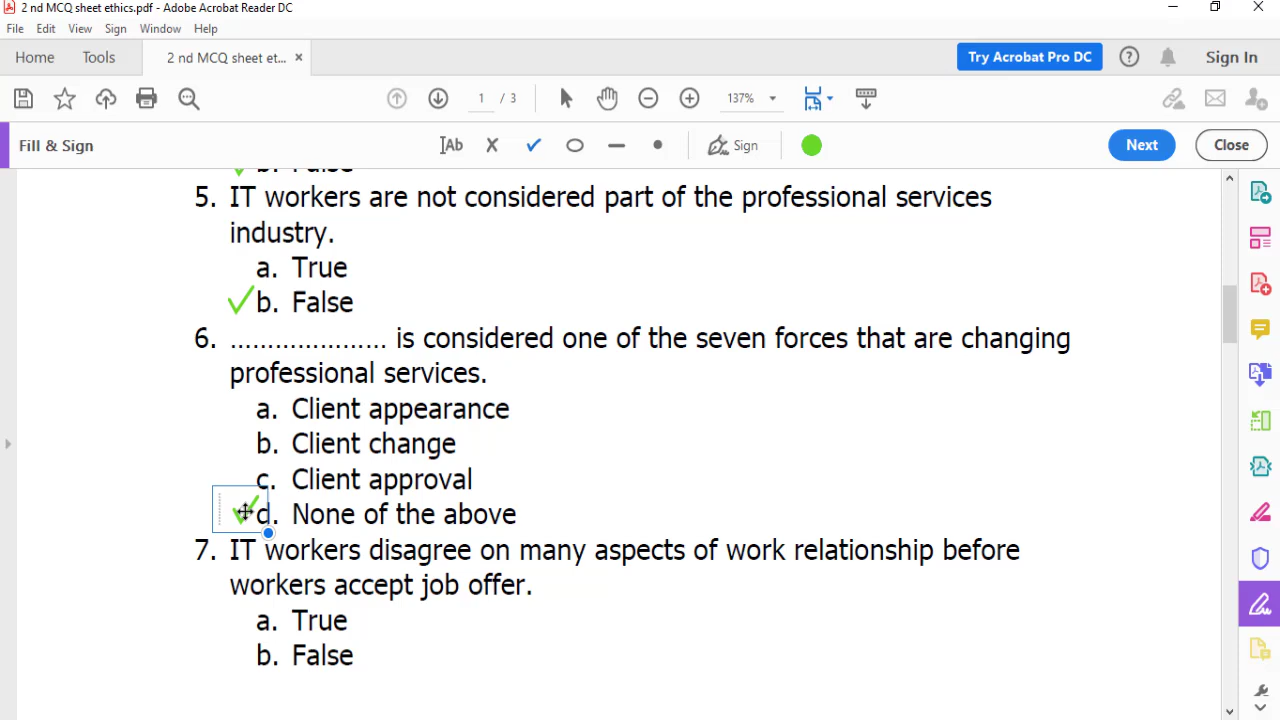 2 nd MCQ sheet ethics.pdf - Adobe Acrobat Reader DC
File Edit View Sign Window Help
Home Tools 2 nd MCQ sheet et... × Try Acrobat Pro DC Sign In
1 / 3 137%
Fill & Sign Ab Sign Next Close
b. False
5. IT workers are not considered part of the professional services
industry.
a. True
b. False
6. ..................... is considered one of the seven forces that are changing
professional services.
a. Client appearance
b. Client change
c. Client approval
d. None of the above
7. IT workers disagree on many aspects of work relationship before
workers accept job offer.
a. True
b. False